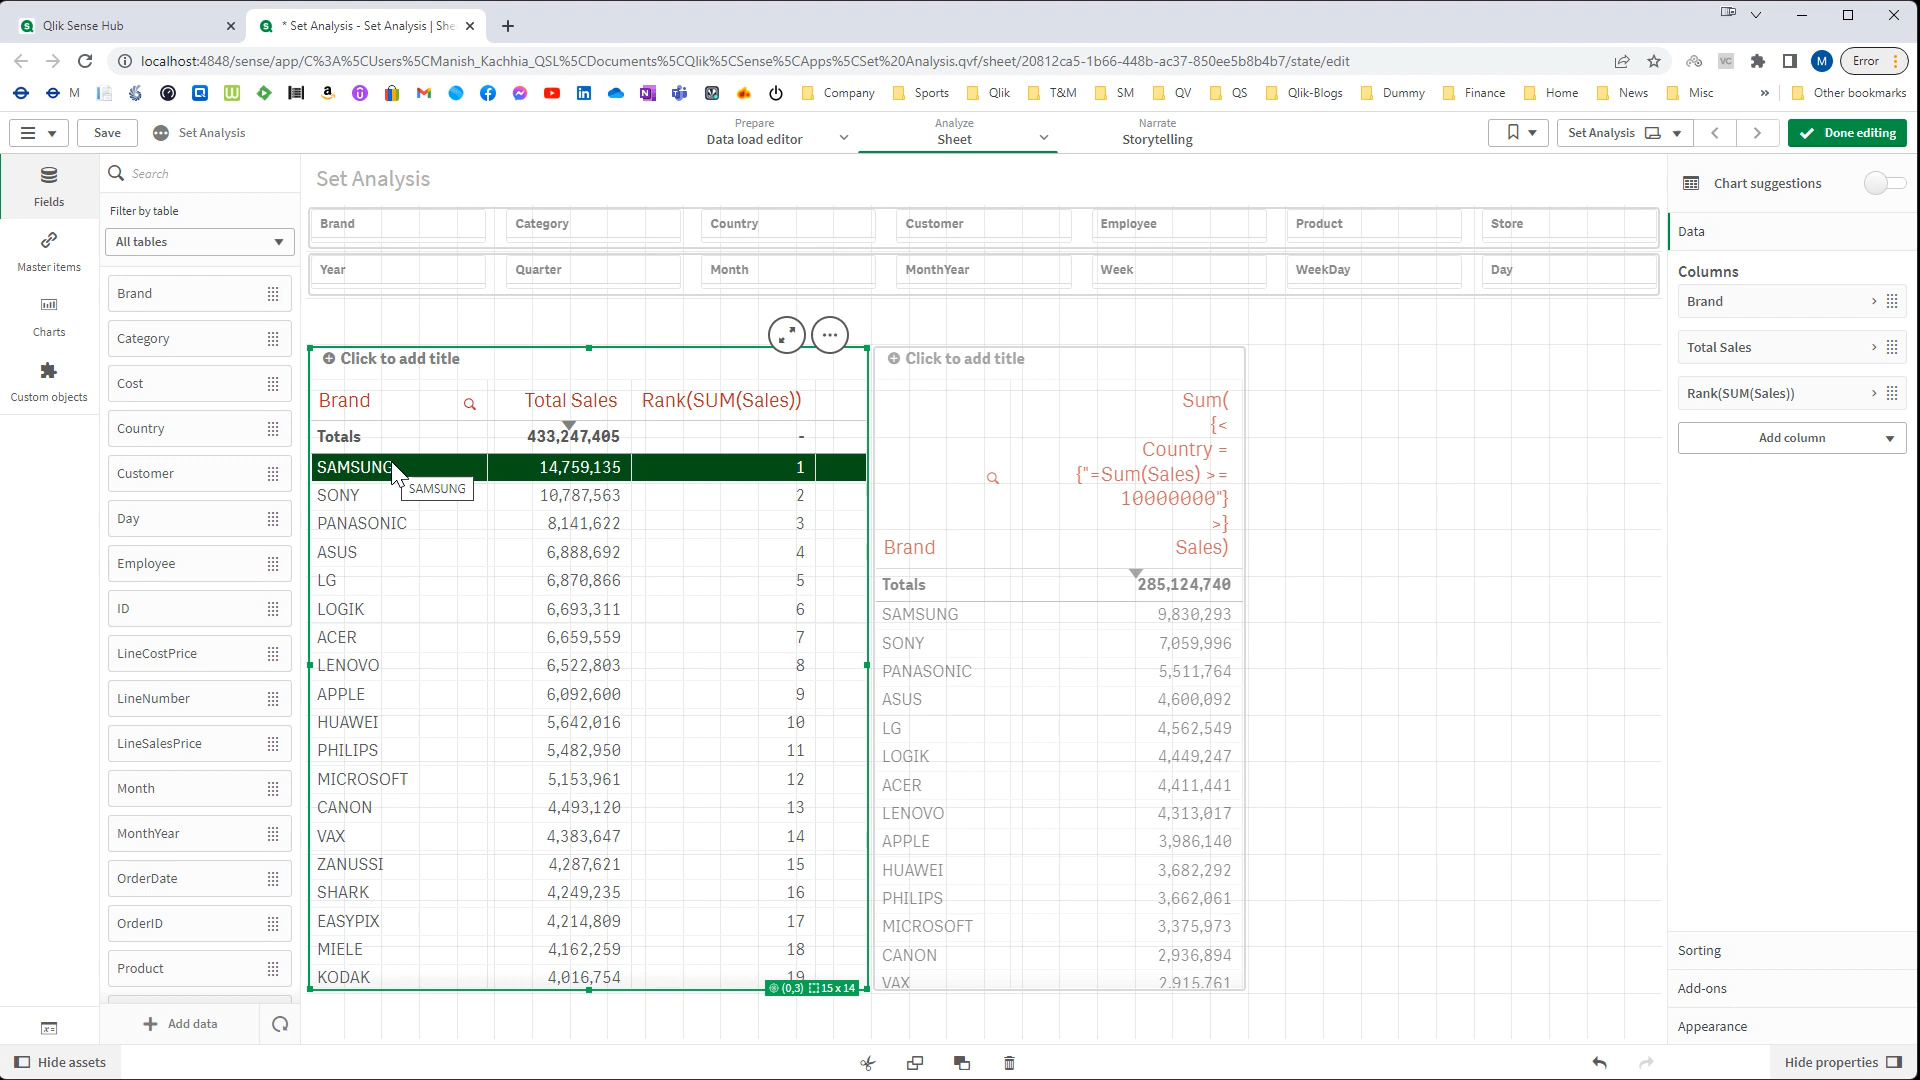 Qlik Sense Hub
* Set Analysis - Set Analysis | She
localhost:4848/sense/app/C%3A%5CUsers%5CManish_Kachhia_QSL%5CDocuments%5CQlik%5CSense%5CApps%5CSet%20Analysis.qvf/sheet/20812ca5-1b66-448b-ac37-850ee5b8b4b7/state/edit
VC
M
Error
M
Company
Sports
Qlik
T&M
SM
QV
QS
Qlik-Blogs
Dummy
Finance
Home
News
Misc
»
Other bookmarks
Save
Set Analysis
Prepare
Data load editor
Analyze
Sheet
Narrate
Storytelling
Set Analysis
Done editing
Fields
Master items
Charts
Custom objects
Search
Filter by table
All tables
Brand
Category
Cost
Country
Customer
Day
Employee
ID
LineCostPrice
LineNumber
LineSalesPrice
Month
MonthYear
OrderDate
OrderID
Product
Add data
Hide assets
Set Analysis
Brand Category Country Customer Employee Product Store
Year Quarter Month MonthYear Week WeekDay Day
Click to add title
Brand Total Sales Rank(SUM(Sales))
Totals 433,247,405 -
SAMSUNG 14,759,135 1
SAMSUNG
SONY 10,787,563 2
PANASONIC 8,141,622 3
ASUS 6,888,692 4
LG 6,870,866 5
LOGIK 6,693,311 6
ACER 6,659,559 7
LENOVO 6,522,803 8
APPLE 6,092,600 9
HUAWEI 5,642,016 10
PHILIPS 5,482,950 11
MICROSOFT 5,153,961 12
CANON 4,493,120 13
VAX 4,383,647 14
ZANUSSI 4,287,621 15
SHARK 4,249,235 16
EASYPIX 4,214,809 17
MIELE 4,162,259 18
KODAK 4,016,754 19
(0,3) 15 x 14
Click to add title
Sum(
{<
Country =
{"=Sum(Sales) >=
10000000"}
>}
Brand Sales)
Totals 285,124,740
SAMSUNG 9,830,293
SONY 7,059,996
PANASONIC 5,511,764
ASUS 4,600,092
LG 4,562,549
LOGIK 4,449,247
ACER 4,411,441
LENOVO 4,313,017
APPLE 3,986,140
HUAWEI 3,682,292
PHILIPS 3,662,061
MICROSOFT 3,375,973
CANON 2,936,894
VAX 2,915,761
Chart suggestions
Data
Columns
Brand
Total Sales
Rank(SUM(Sales))
Add column
Sorting
Add-ons
Appearance
Hide properties